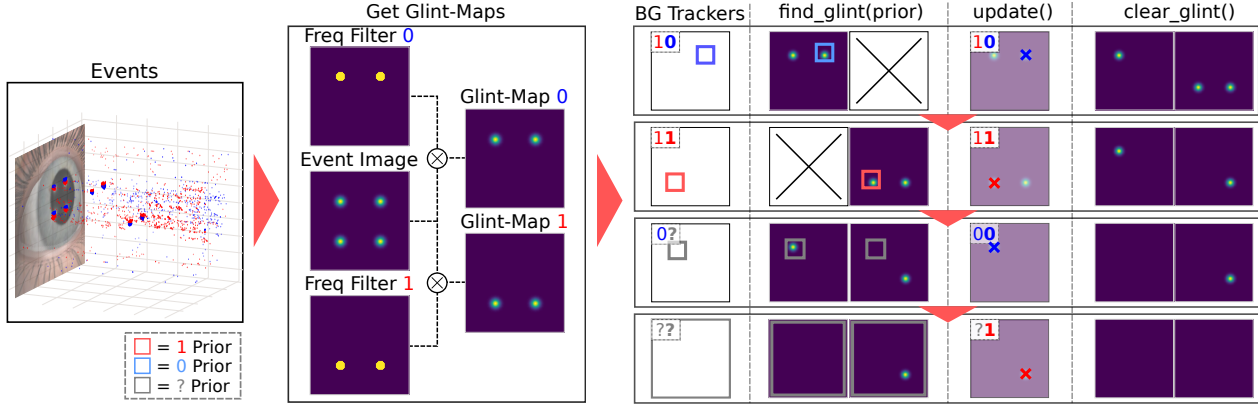 Events
= 1 Prior
= 0 Prior
= ? Prior
Get Glint-Maps
Freq Filter 0
Event Image
Freq Filter 1
Glint-Map 0
Glint-Map 1
BG Trackers
find_glint(prior)
update()
clear_glint()
10
10
11
11
0?
00
??
?1